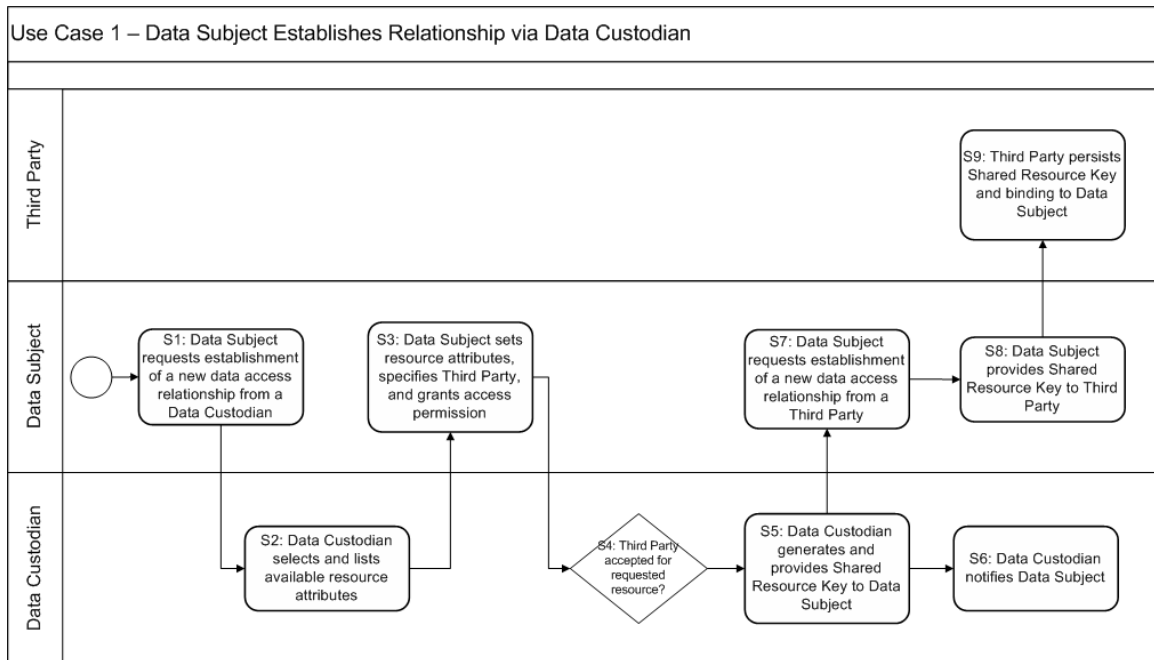 Use Case 1 – Data Subject Establishes Relationship via Data Custodian
Third Party
S9: Third Party persists
Shared Resource Key
and binding to Data
Subject
Data Subject
S1: Data Subject
requests establishment
of a new data access
relationship from a
Data Custodian
S3: Data Subject sets
resource attributes,
specifies Third Party,
and grants access
permission
S7: Data Subject
requests establishment
of a new data access
relationship from a
Third Party
S8: Data Subject
provides Shared
Resource Key to Third
Party
Data Custodian
S2: Data Custodian
selects and lists
available resource
attributes
S4: Third Party
accepted for
requested
resource?
S5: Data Custodian
generates and
provides Shared
Resource Key to Data
Subject
S6: Data Custodian
notifies Data Subject